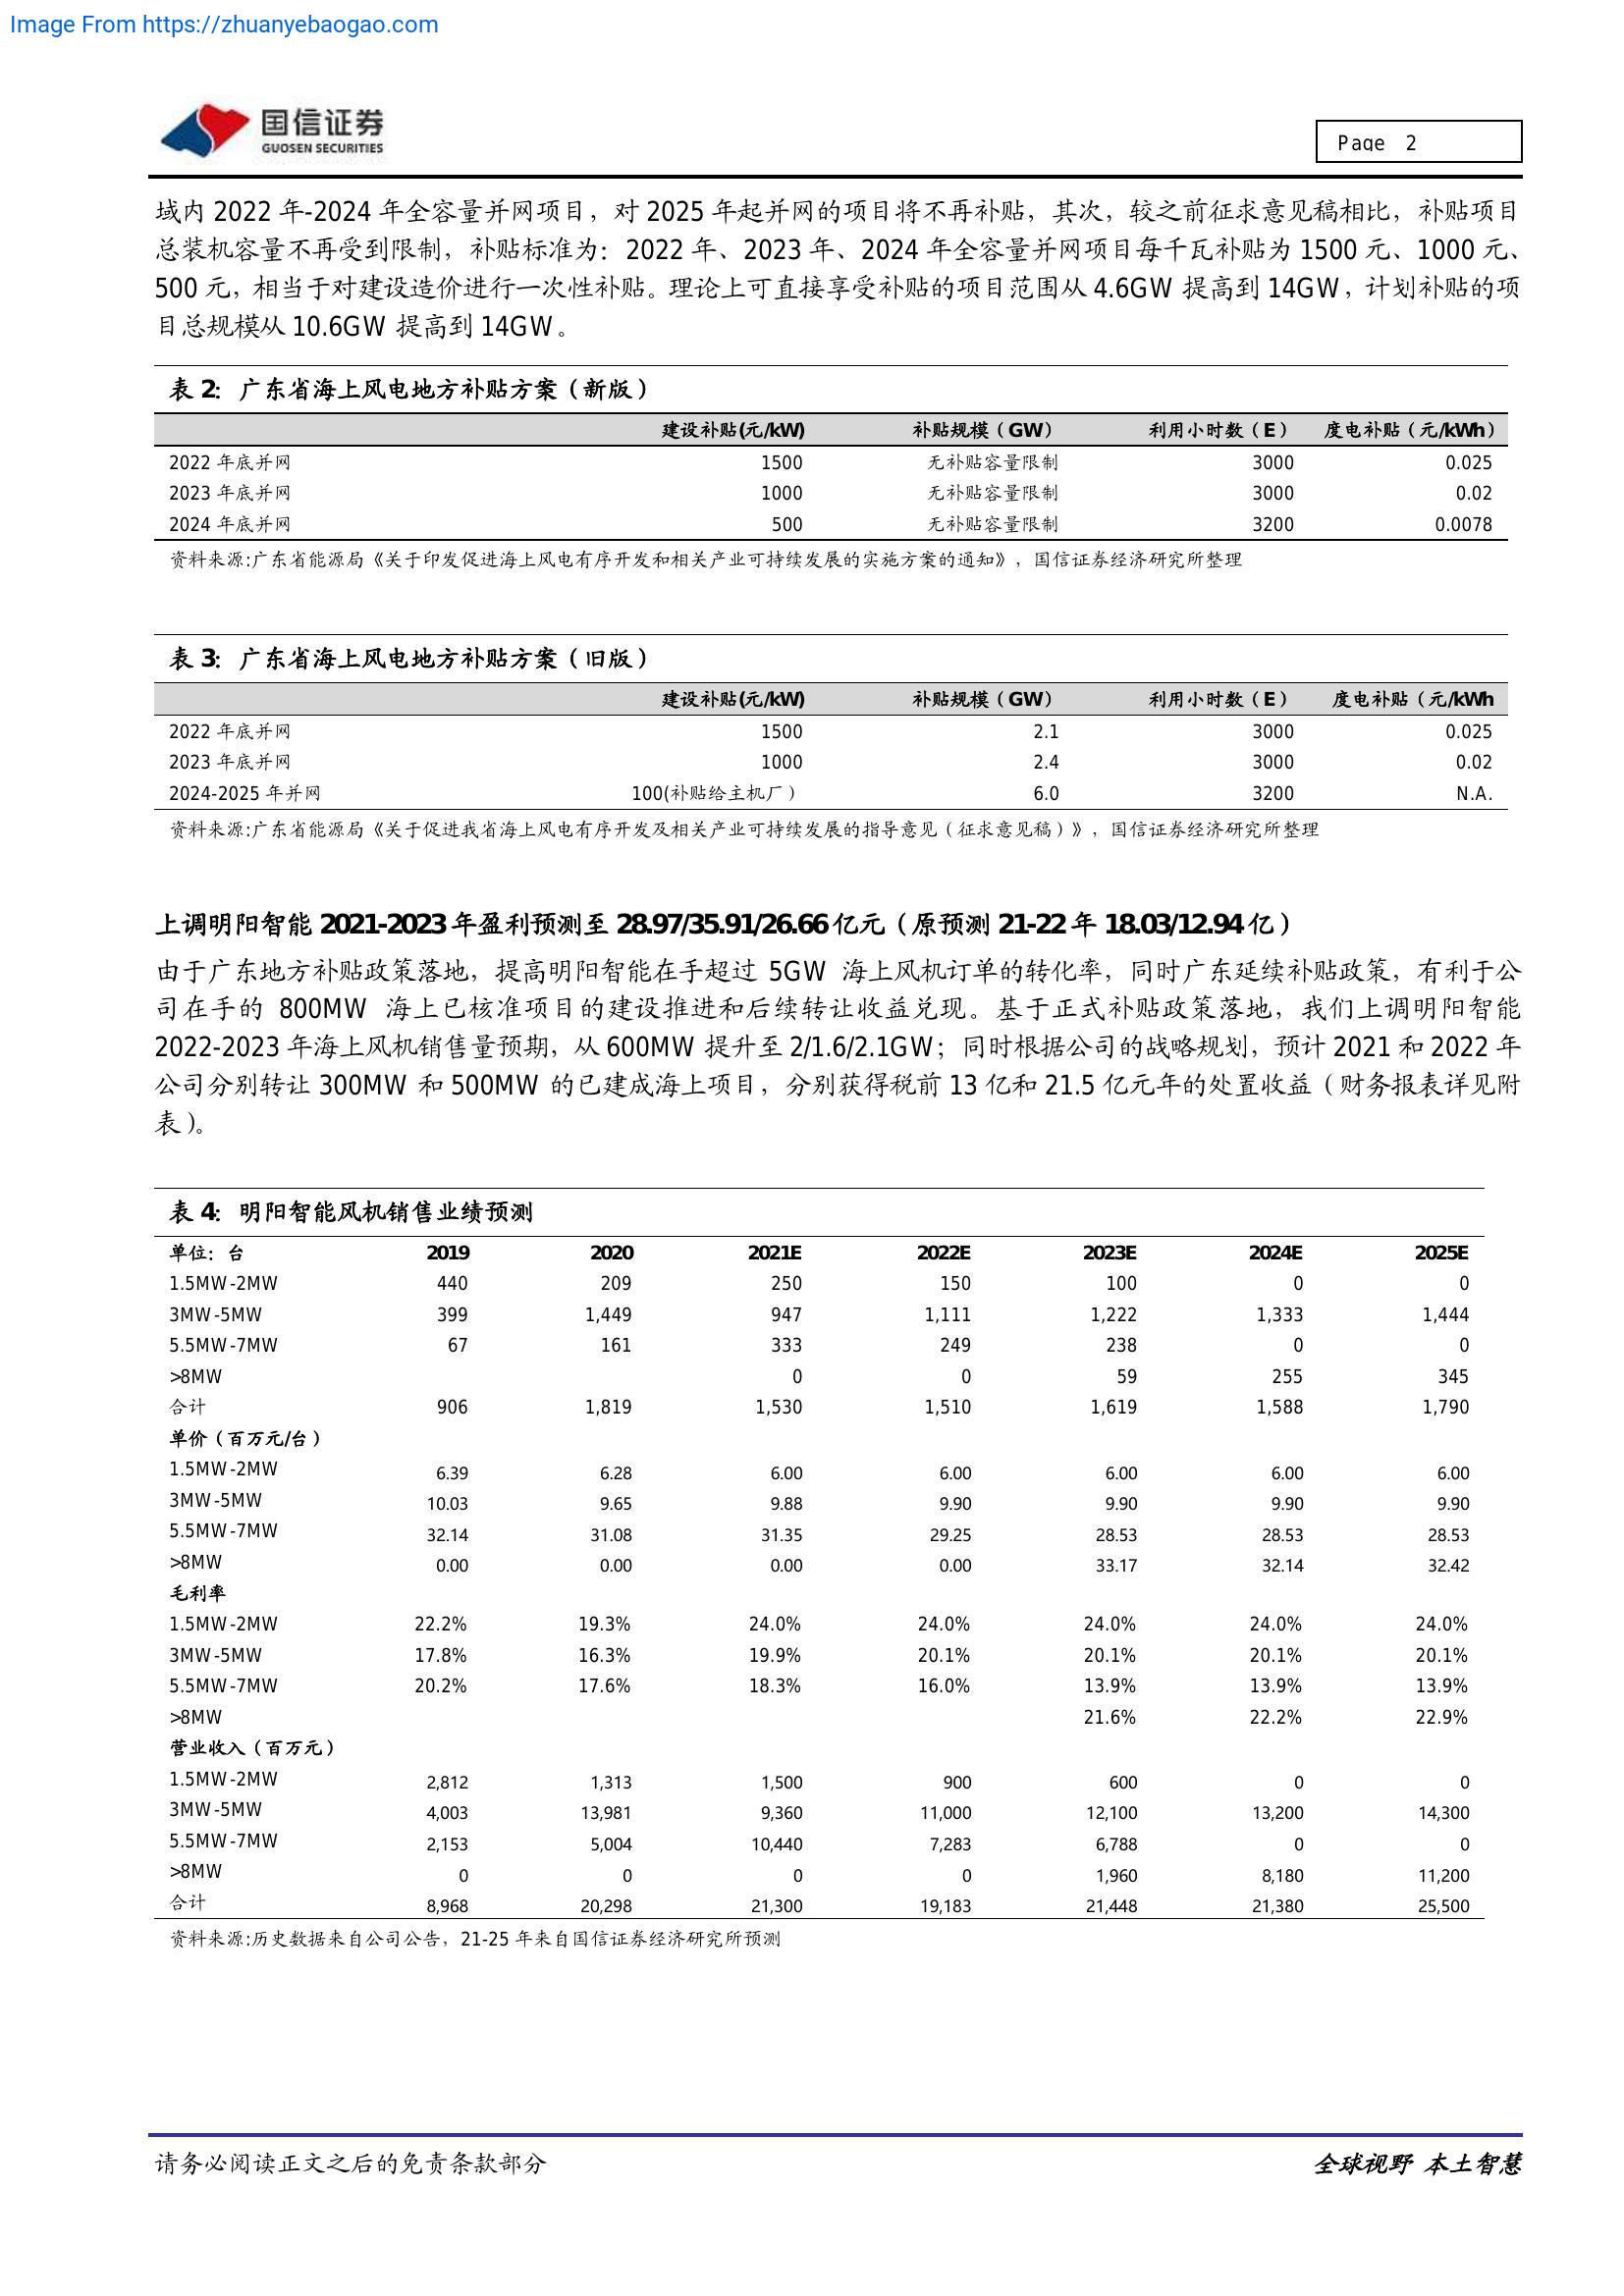 Image From https://zhuanyebaogao.com
国信证券
GUOSEN SECURITIES
Page 2
域内 2022 年-2024 年全容量并网项目，对 2025 年起并网的项目将不再补贴，其次，较之前征求意见稿相比，补贴项目
总装机容量不再受到限制，补贴标准为：2022 年、2023 年、2024 年全容量并网项目每千瓦补贴为 1500 元、1000 元、
500 元，相当于对建设造价进行一次性补贴。理论上可直接享受补贴的项目范围从 4.6GW 提高到 14GW，计划补贴的项
目总规模从 10.6GW 提高到 14GW。
表 2：广东省海上风电地方补贴方案（新版）
建设补贴(元/kW) 补贴规模（GW） 利用小时数（E） 度电补贴（元/kWh）
2022 年底并网 1500 无补贴容量限制 3000 0.025
2023 年底并网 1000 无补贴容量限制 3000 0.02
2024 年底并网 500 无补贴容量限制 3200 0.0078
资料来源:广东省能源局《关于印发促进海上风电有序开发和相关产业可持续发展的实施方案的通知》，国信证券经济研究所整理
表 3：广东省海上风电地方补贴方案（旧版）
建设补贴(元/kW) 补贴规模（GW） 利用小时数（E） 度电补贴（元/kWh
2022 年底并网 1500 2.1 3000 0.025
2023 年底并网 1000 2.4 3000 0.02
2024-2025 年并网 100(补贴给主机厂） 6.0 3200 N.A.
资料来源:广东省能源局《关于促进我省海上风电有序开发及相关产业可持续发展的指导意见（征求意见稿）》，国信证券经济研究所整理
上调明阳智能 2021-2023 年盈利预测至 28.97/35.91/26.66 亿元（原预测 21-22 年 18.03/12.94 亿）
由于广东地方补贴政策落地，提高明阳智能在手超过 5GW 海上风机订单的转化率，同时广东延续补贴政策，有利于公
司在手的 800MW 海上已核准项目的建设推进和后续转让收益兑现。基于正式补贴政策落地，我们上调明阳智能
2022-2023 年海上风机销售量预期，从 600MW 提升至 2/1.6/2.1GW；同时根据公司的战略规划，预计 2021 和 2022 年
公司分别转让 300MW 和 500MW 的已建成海上项目，分别获得税前 13 亿和 21.5 亿元年的处置收益（财务报表详见附
表）。
表 4：明阳智能风机销售业绩预测
单位：台 2019 2020 2021E 2022E 2023E 2024E 2025E
1.5MW-2MW 440 209 250 150 100 0 0
3MW-5MW 399 1,449 947 1,111 1,222 1,333 1,444
5.5MW-7MW 67 161 333 249 238 0 0
>8MW 0 0 59 255 345
合计 906 1,819 1,530 1,510 1,619 1,588 1,790
单价（百万元/台）
1.5MW-2MW 6.39 6.28 6.00 6.00 6.00 6.00 6.00
3MW-5MW 10.03 9.65 9.88 9.90 9.90 9.90 9.90
5.5MW-7MW 32.14 31.08 31.35 29.25 28.53 28.53 28.53
>8MW 0.00 0.00 0.00 0.00 33.17 32.14 32.42
毛利率
1.5MW-2MW 22.2% 19.3% 24.0% 24.0% 24.0% 24.0% 24.0%
3MW-5MW 17.8% 16.3% 19.9% 20.1% 20.1% 20.1% 20.1%
5.5MW-7MW 20.2% 17.6% 18.3% 16.0% 13.9% 13.9% 13.9%
>8MW 21.6% 22.2% 22.9%
营业收入（百万元）
1.5MW-2MW 2,812 1,313 1,500 900 600 0 0
3MW-5MW 4,003 13,981 9,360 11,000 12,100 13,200 14,300
5.5MW-7MW 2,153 5,004 10,440 7,283 6,788 0 0
>8MW 0 0 0 0 1,960 8,180 11,200
合计 8,968 20,298 21,300 19,183 21,448 21,380 25,500
资料来源:历史数据来自公司公告，21-25 年来自国信证券经济研究所预测
请务必阅读正文之后的免责条款部分
全球视野 本土智慧